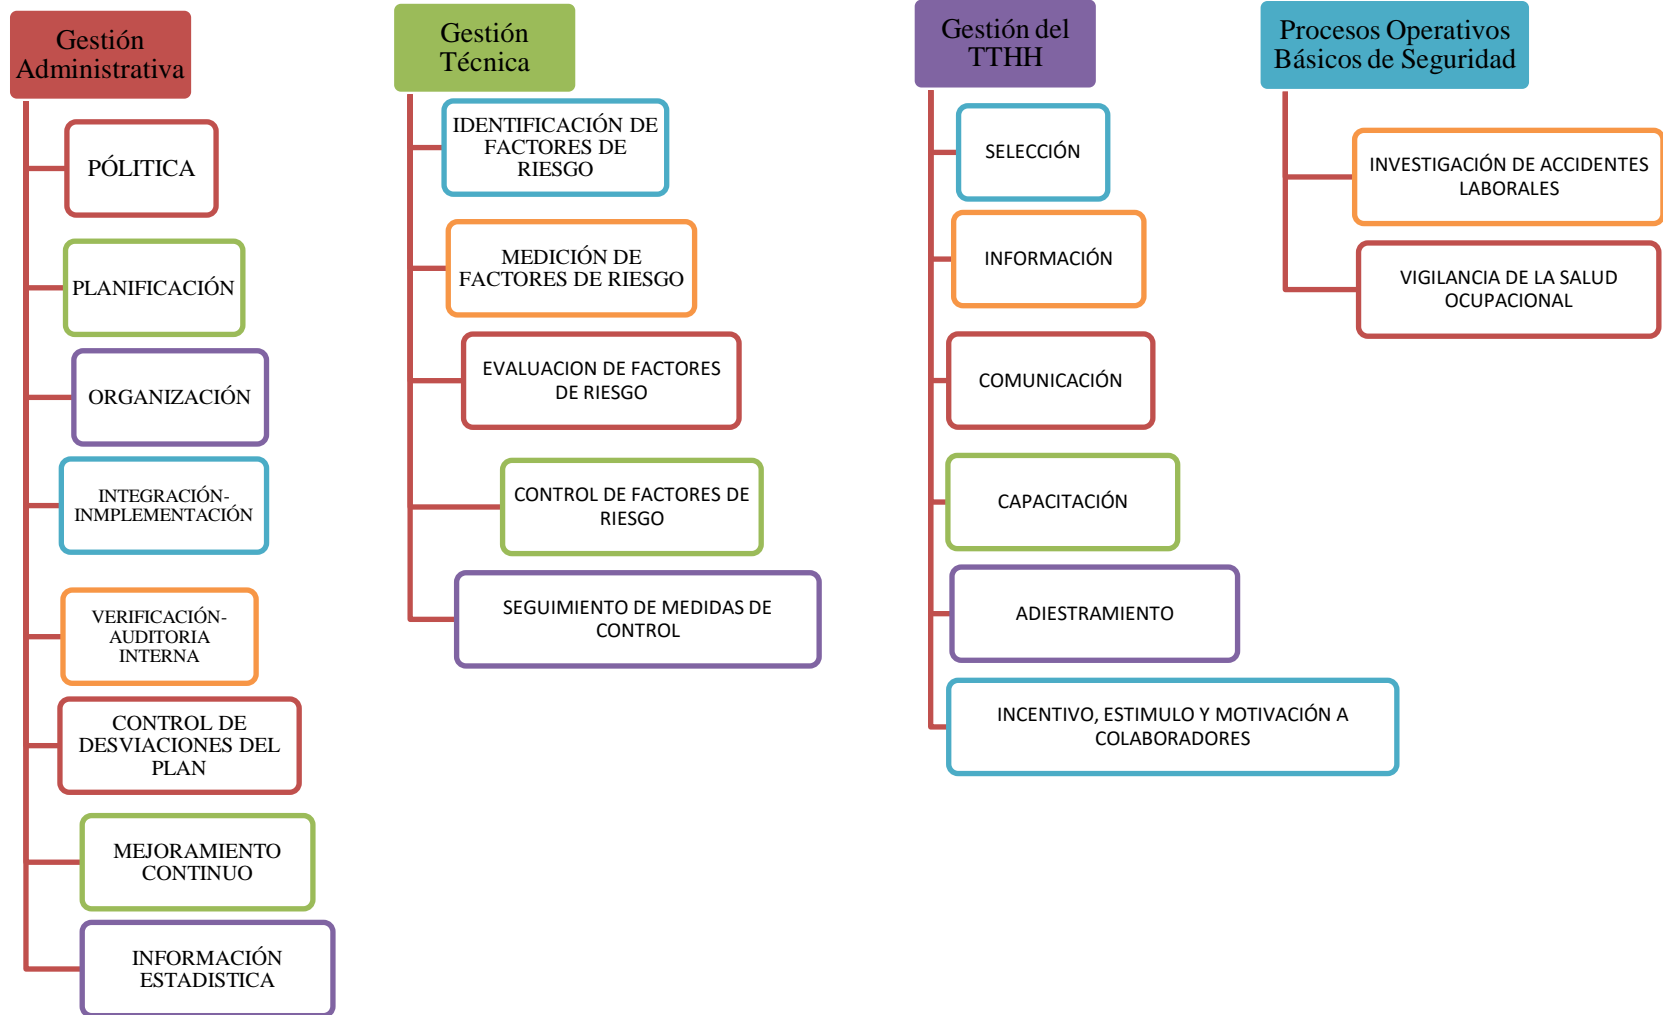 Gestión
Administrativa
PÓLITICA
PLANIFICACIÓN
ORGANIZACIÓN
INTEGRACIÓN-
INMPLEMENTACIÓN
VERIFICACIÓN-
AUDITORIA
INTERNA
CONTROL DE
DESVIACIONES DEL
PLAN
MEJORAMIENTO
CONTINUO
INFORMACIÓN
ESTADISTICA
Gestión
Técnica
IDENTIFICACIÓN DE
FACTORES DE
RIESGO
MEDICIÓN DE
FACTORES DE RIESGO
EVALUACION DE FACTORES
DE RIESGO
CONTROL DE FACTORES DE
RIESGO
SEGUIMIENTO DE MEDIDAS DE
CONTROL
Gestión del
TTHH
SELECCIÓN
INFORMACIÓN
COMUNICACIÓN
CAPACITACIÓN
ADIESTRAMIENTO
INCENTIVO, ESTIMULO Y MOTIVACIÓN A
COLABORADORES
Procesos Operativos
Básicos de Seguridad
INVESTIGACIÓN DE ACCIDENTES
LABORALES
VIGILANCIA DE LA SALUD
OCUPACIONAL